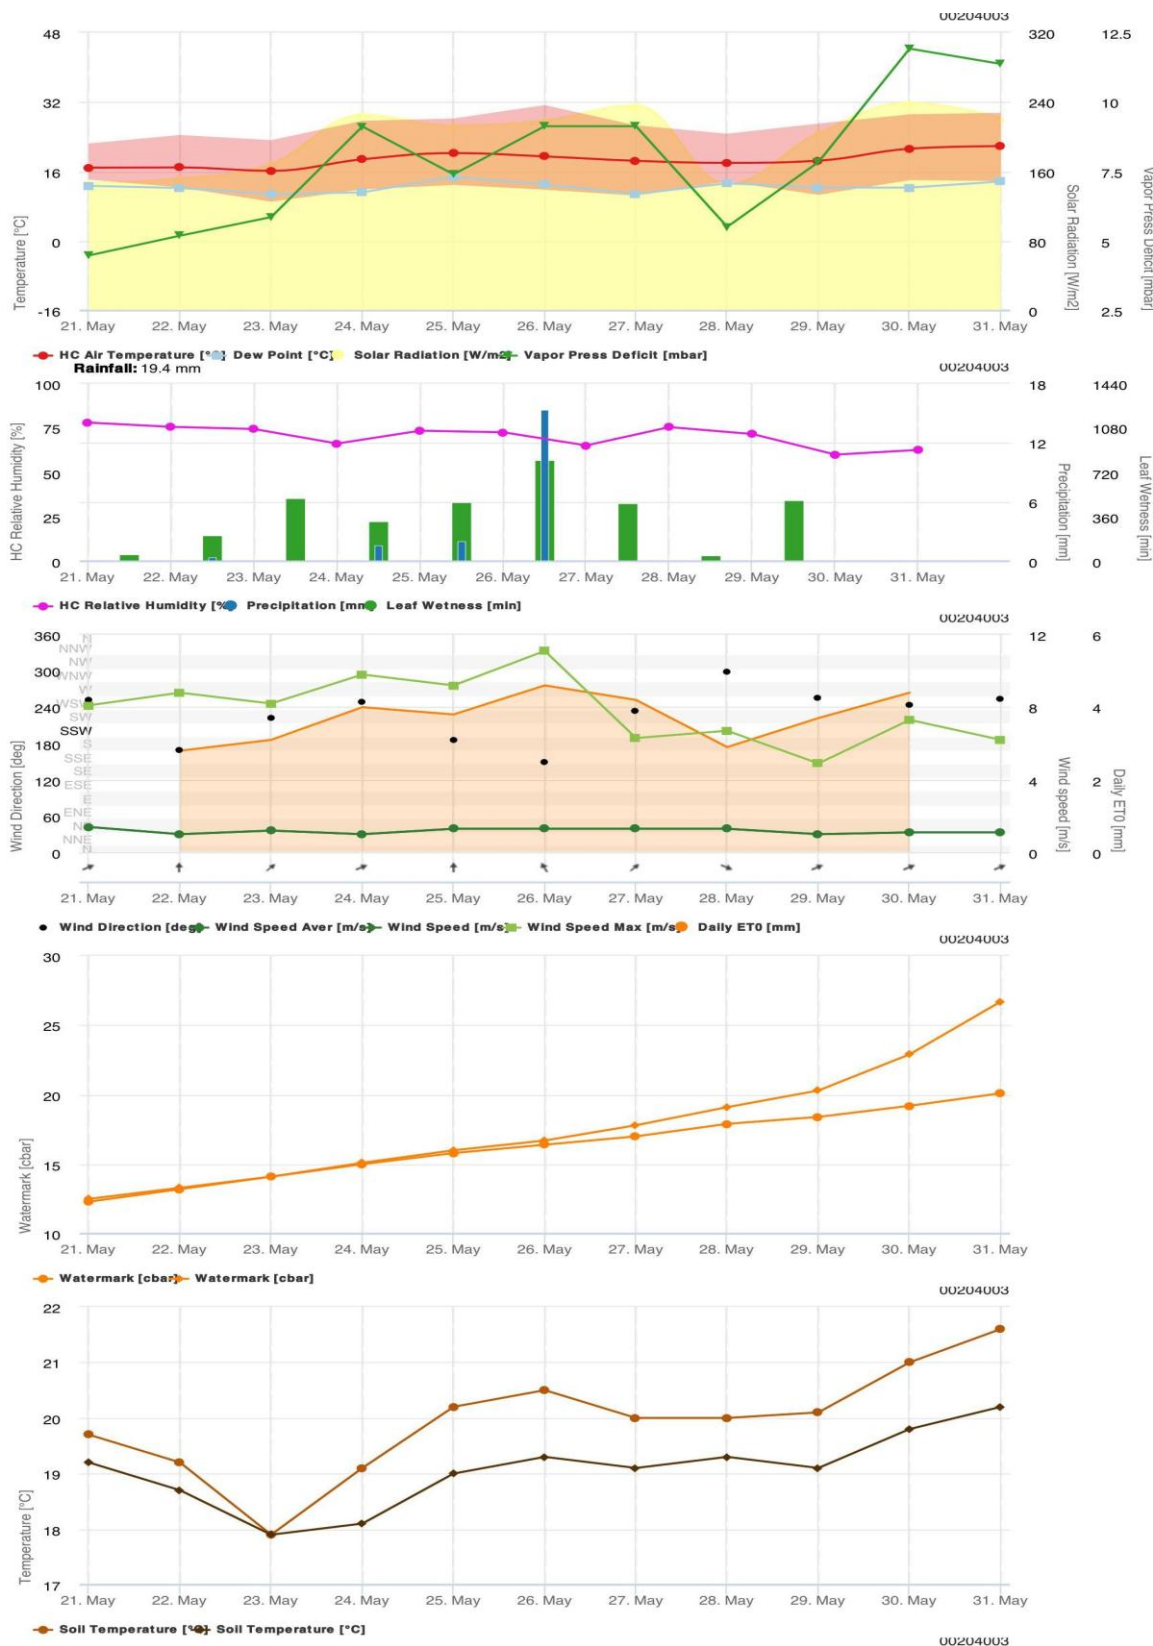 00204003
48 320 12.5
32 240 10
16 160 7.5
0 80 5
-16 0 2.5
Temperature [°C]
Solar Radiation [W/m2]
Vapor Press Deficit [mbar]
21. May 22. May 23. May 24. May 25. May 26. May 27. May 28. May 29. May 30. May 31. May
HC Air Temperature [° Dew Point [°C] Solar Radiation [W/m2 Vapor Press Deficit [mbar]
Rainfall: 19.4 mm 00204003
100 18 1440
75 12 1080
50 6 720
25 360
0 0 0
HC Relative Humidity [%]
Precipitation [mm]
Leaf Wetness [min]
21. May 22. May 23. May 24. May 25. May 26. May 27. May 28. May 29. May 30. May 31. May
HC Relative Humidity [% Precipitation [mm Leaf Wetness [min]
00204003
360 N 12 6
NNW
NW
300 WNW
W
240 WSW 8 4
SW
SSW
180 S
SSE
SE
120 ESE 4 2
E
60 ENE
NNE
0 N 0 0
Wind Direction [deg]
Wind speed [m/s]
Daily ET0 [mm]
21. May 22. May 23. May 24. May 25. May 26. May 27. May 28. May 29. May 30. May 31. May
Wind Direction [deg Wind Speed Aver [m/s Wind Speed [m/s Wind Speed Max [m/s Daily ET0 [mm]
00204003
30
25
20
15
10
Watermark [cbar]
21. May 22. May 23. May 24. May 25. May 26. May 27. May 28. May 29. May 30. May 31. May
Watermark [cbar Watermark [cbar]
00204003
22
21
20
19
18
17
Temperature [°C]
21. May 22. May 23. May 24. May 25. May 26. May 27. May 28. May 29. May 30. May 31. May
Soil Temperature [° Soil Temperature [°C]
00204003